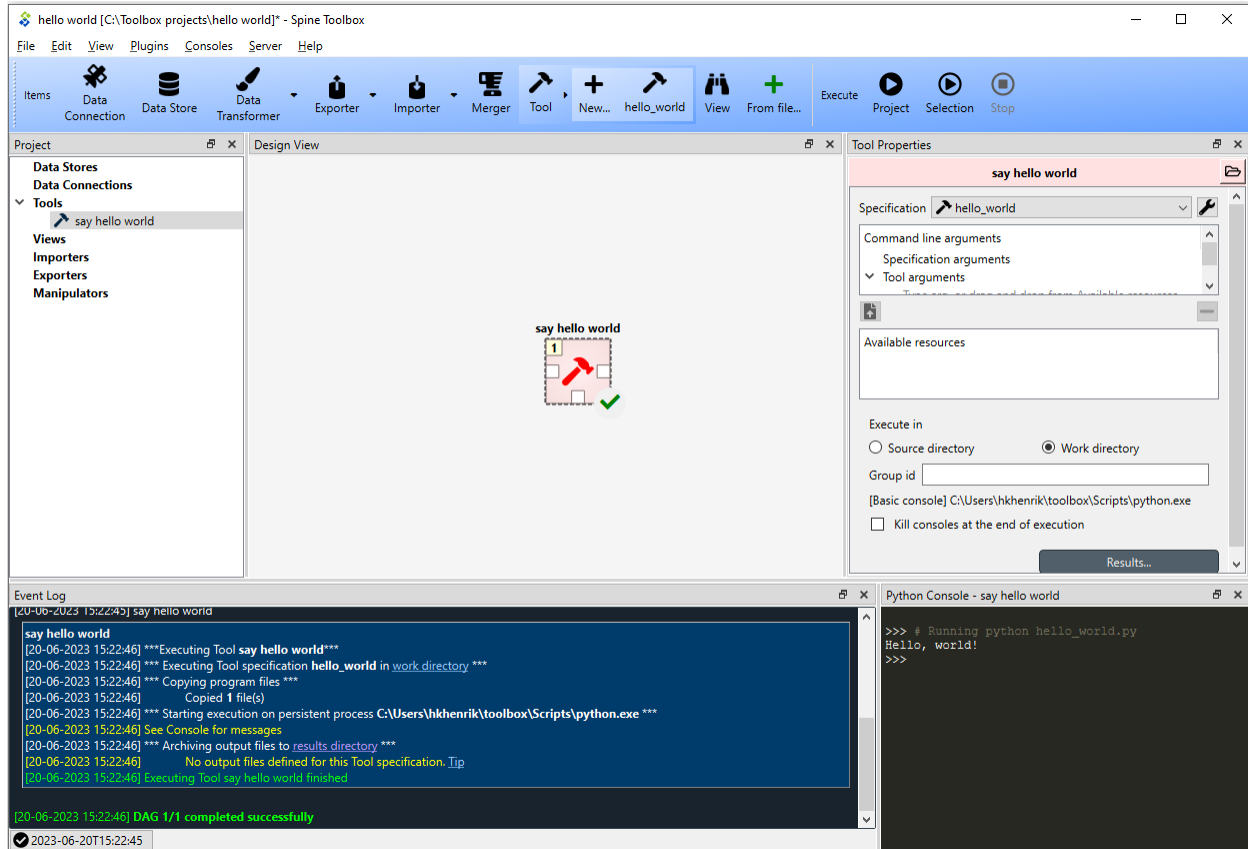 hello world [C:\Toolbox projects\hello world]* - Spine Toolbox
File Edit View Plugins Consoles Server Help
Items
Data Connection
Data Store
Data Transformer
Exporter
Importer
Merger
Tool
New...
hello_world
View
From file...
Execute
Project
Selection
Stop
Project
Data Stores
Data Connections
Tools
say hello world
Views
Importers
Exporters
Manipulators
Design View
say hello world
1
Tool Properties
say hello world
Specification hello_world
Command line arguments
Specification arguments
Tool arguments
Type arg, or drag and drop from Available resources...
Available resources
Execute in
Source directory Work directory
Group id
[Basic console] C:\Users\hkhenrik\toolbox\Scripts\python.exe
Kill consoles at the end of execution
Results...
Event Log
[20-06-2023 15:22:45] say hello world
say hello world
[20-06-2023 15:22:46] ***Executing Tool say hello world***
[20-06-2023 15:22:46] *** Executing Tool specification hello_world in work directory ***
[20-06-2023 15:22:46] *** Copying program files ***
[20-06-2023 15:22:46] Copied 1 file(s)
[20-06-2023 15:22:46] *** Starting execution on persistent process C:\Users\hkhenrik\toolbox\Scripts\python.exe ***
[20-06-2023 15:22:46] See Console for messages
[20-06-2023 15:22:46] *** Archiving output files to results directory ***
[20-06-2023 15:22:46] No output files defined for this Tool specification. Tip
[20-06-2023 15:22:46] Executing Tool say hello world finished
[20-06-2023 15:22:46] DAG 1/1 completed successfully
2023-06-20T15:22:45
Python Console - say hello world
>>> # Running python hello_world.py
Hello, world!
>>>